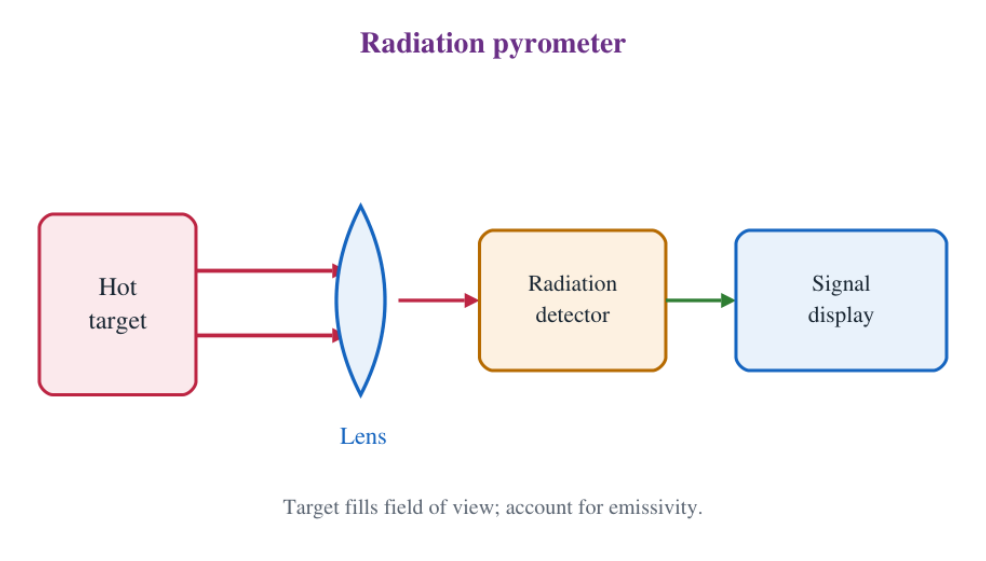 Radiation pyrometer
Hot
target
Radiation
detector
Signal
display
Lens
Target fills field of view; account for emissivity.